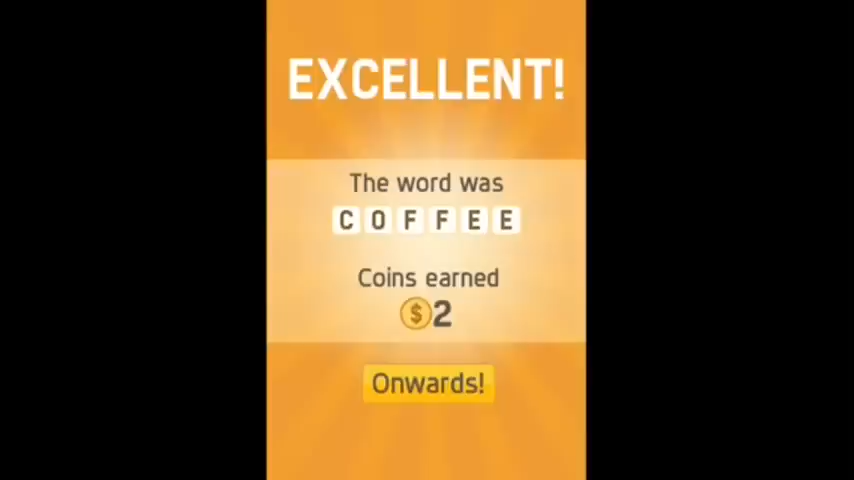 EXCELLENT!
The word was
COFFEE
Coins earned
$2
Onwards!